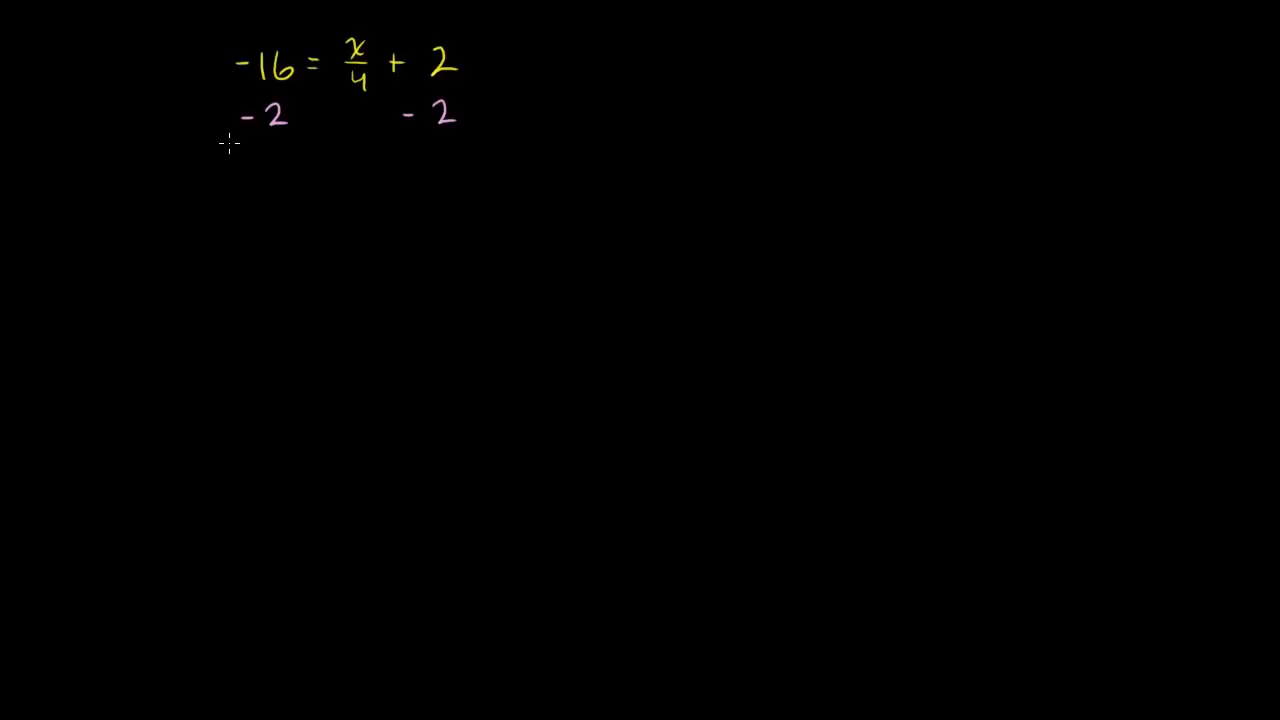 -16 = x/4 + 2
-2 - 2